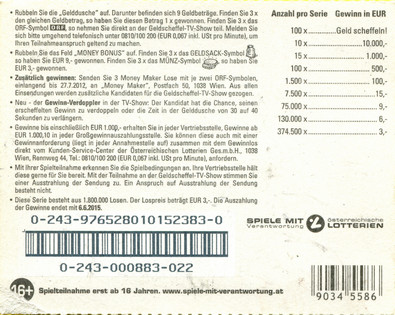 • Rubbeln Sie die „Gelddusche" auf. Darunter befinden sich 9 Geldbeträge. Finden Sie 3 x
den gleichen Geldbetrag, so haben Sie diesen Betrag 1 x gewonnen. Finden Sie 3 x das
ORF-Symbol ORF, so nehmen Sie direkt an der Geldscheffel-TV-Show teil. Melden Sie
sich bitte umgehend telefonisch unter 0810/100 200 (EUR 0,067 inkl. USt pro Minute), um
Ihre Teilnahmeanfrage geltend zu machen.
• Rubbeln Sie das Feld „MONEY BONUS" auf. Finden Sie 3 x das GELDSACK-Symbol
so haben Sie EUR 9,- gewonnen. Finden Sie 3 x das MÜNZ-Symbol, so haben Sie
EUR 3,- gewonnen.
• Zusätzlich gewinnen: Senden Sie 3 Money Maker Lose mit je zwei ORF-Symbolen,
einlangend bis 27.7.2012, an „Money Maker", Postfach 50, 1038 Wien. Aus allen
Einsendungen werden zusätzliche Kandidaten für die Geldscheffel-TV-Show gezogen.
• Neu - der Gewinn-Verdoppler in der TV-Show: Der Kandidat hat die Chance, seinen
erscheffelten Gewinn zu verdoppeln oder die Zeit in der Gelddusche von 30 auf 40
Sekunden zu verlängern.
• Gewinne bis einschließlich EUR 1.000,- erhalten Sie in jeder Vertriebsstelle, Gewinne ab
EUR 1.000,10 in jeder Großgewinnauszahlungsstelle. Sie können diese auch mit einer
Gewinnanforderung (liegt in jeder Annahmestelle auf) zusammen mit dem Gewinnlos
direkt vom Kunden-Service-Center der Österreichischen Lotterien Ges.m.b.H., 1038
Wien, Rennweg 44, Tel.: 0810/100 200 (EUR 0,067 inkl. USt pro Minute), anfordern.
• Mit Ihrer Teilnahme erkennen Sie die Spielbedingungen an. Ihre Vertriebsstelle hält
diese gerne für Sie bereit. Mit der Teilnahme an der Geldscheffel-TV-Show stimmen Sie
einer Ausstrahlung der Sendung zu. Ein Anspruch auf Ausstrahlung der Sendung
besteht nicht.
• Diese Serie besteht aus 1.800.000 Losen. Der Lospreis beträgt EUR 3,-. Die Auszahlung
der Gewinne endet mit 6.6.2015.
Anzahl pro Serie Gewinn in EUR
100 x Geld scheffeln!
10 x 10.000,-
15 x 1.000,-
100 x 500,-
1.500 x 100,-
7.500 x 15,-
75.000 x 9,-
130.000 x 6,-
374.500 x 3,-
0-243-976528010152383-0
0-243-000883-022
SPIELE MIT
Verantwortung
österreichische
LOTTERIEN
16+ Spielteilnahme erst ab 16 Jahren. www.spiele-mit-verantwortung.at
9034 5586